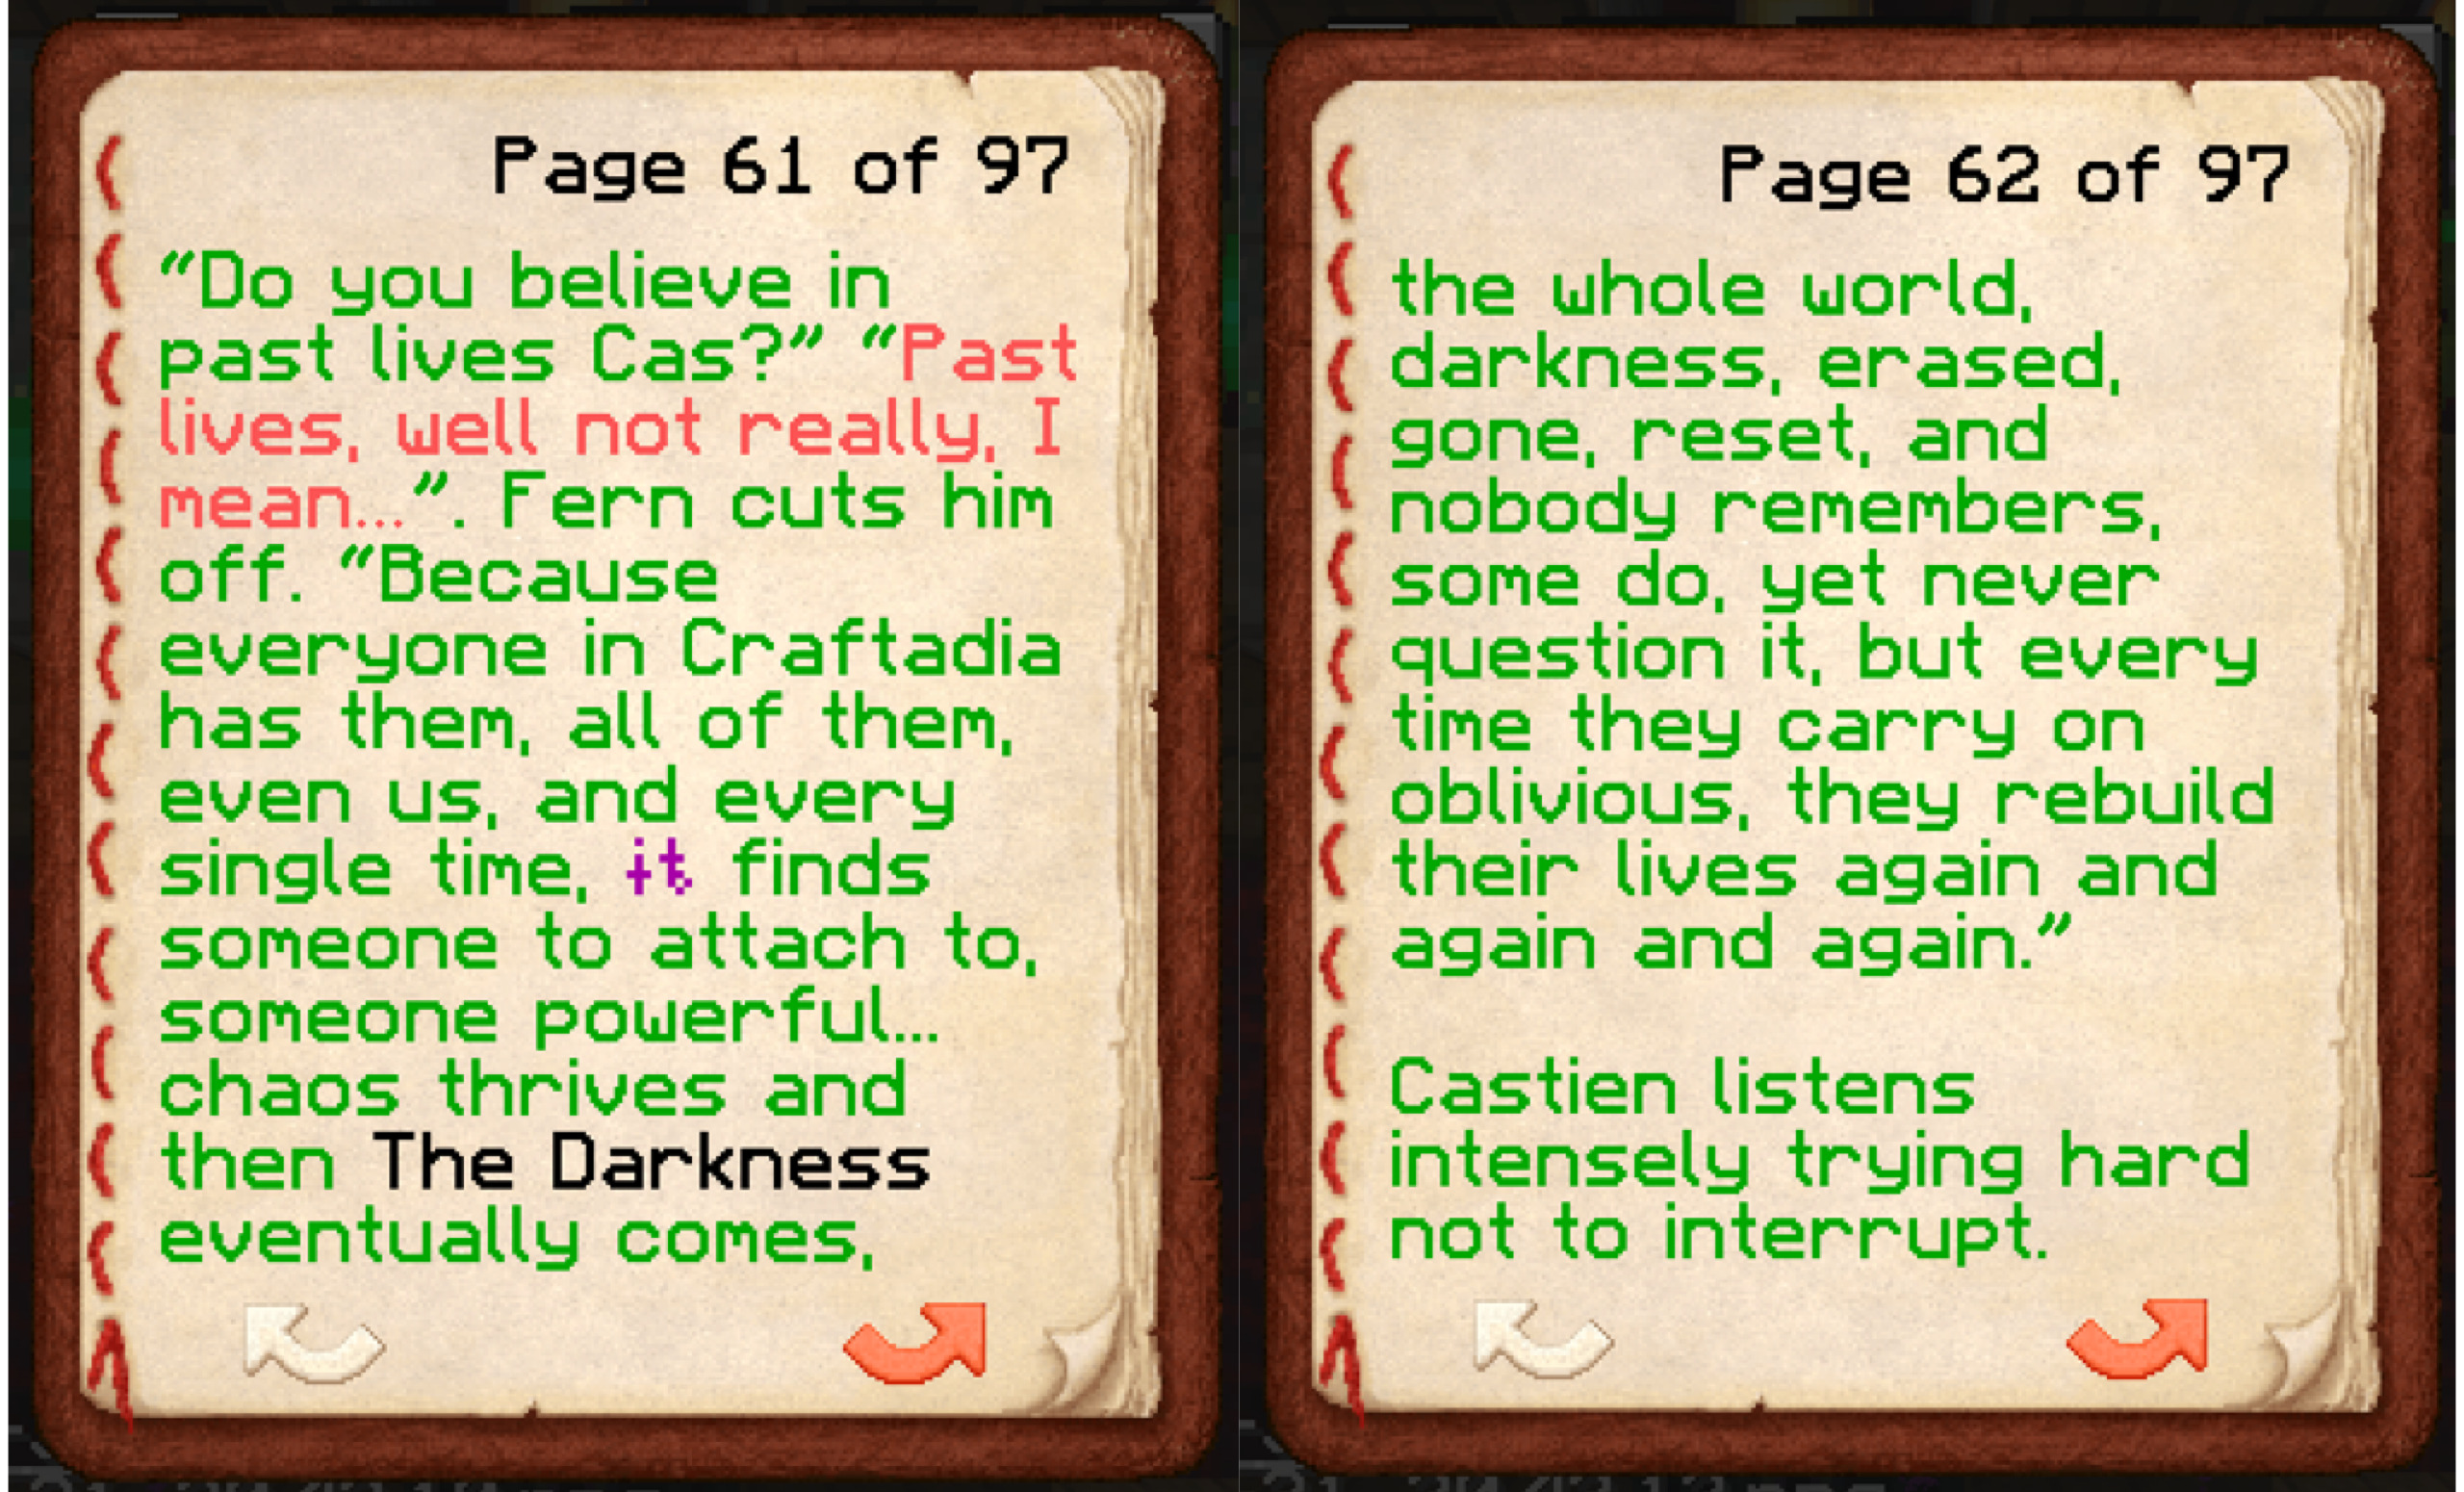 Page 61 of 97
“Do you believe in
past lives Cas?” “Past
lives, well not really, I
mean...”. Fern cuts him
off. “Because
everyone in Craftadia
has them, all of them,
even us, and every
single time, it finds
someone to attach to,
someone powerful...
chaos thrives and
then The Darkness
eventually comes,
Page 62 of 97
the whole world,
darkness, erased,
gone, reset, and
nobody remembers,
some do, yet never
question it, but every
time they carry on
oblivious, they rebuild
their lives again and
again and again.”
Castien listens
intensely trying hard
not to interrupt.